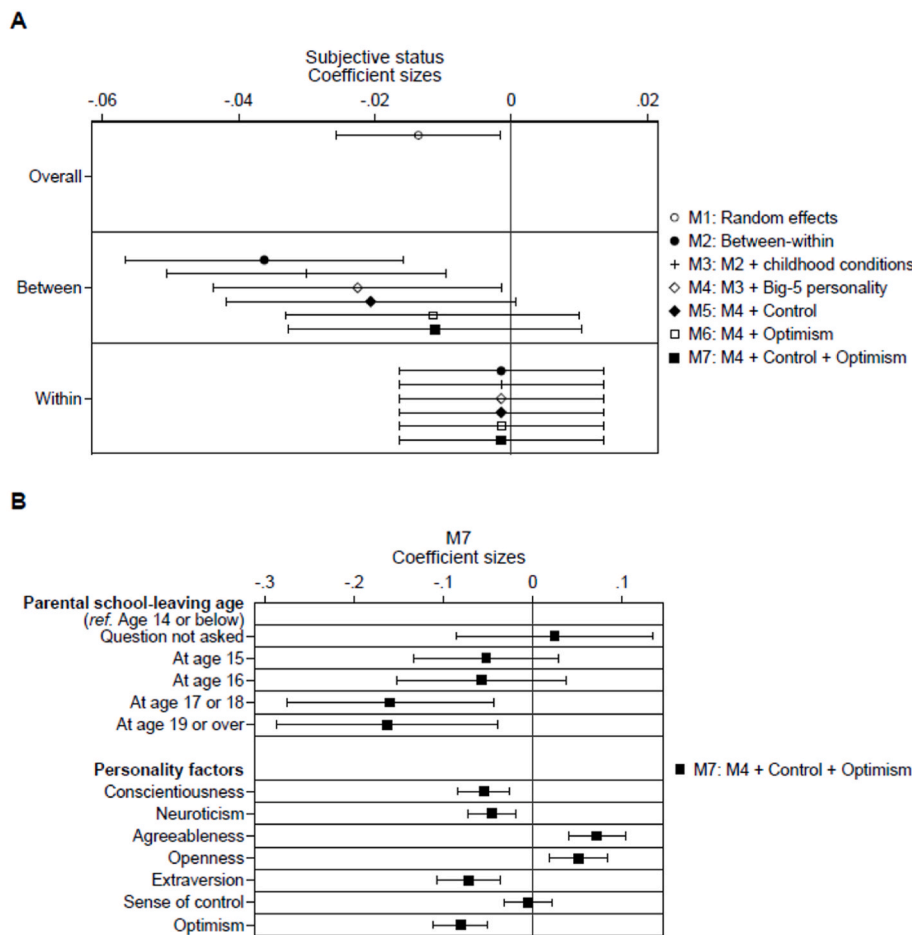 A
Subjective status
Coefficient sizes
-.06 -.04 -.02 0 .02
Overall
Between
Within
M1: Random effects
M2: Between-within
M3: M2 + childhood conditions
M4: M3 + Big-5 personality
M5: M4 + Control
M6: M4 + Optimism
M7: M4 + Control + Optimism
B
M7
Coefficient sizes
-.3 -.2 -.1 0 .1
Parental school-leaving age
(ref. Age 14 or below)
Question not asked
At age 15
At age 16
At age 17 or 18
At age 19 or over
Personality factors
Conscientiousness
Neuroticism
Agreeableness
Openness
Extraversion
Sense of control
Optimism
M7: M4 + Control + Optimism